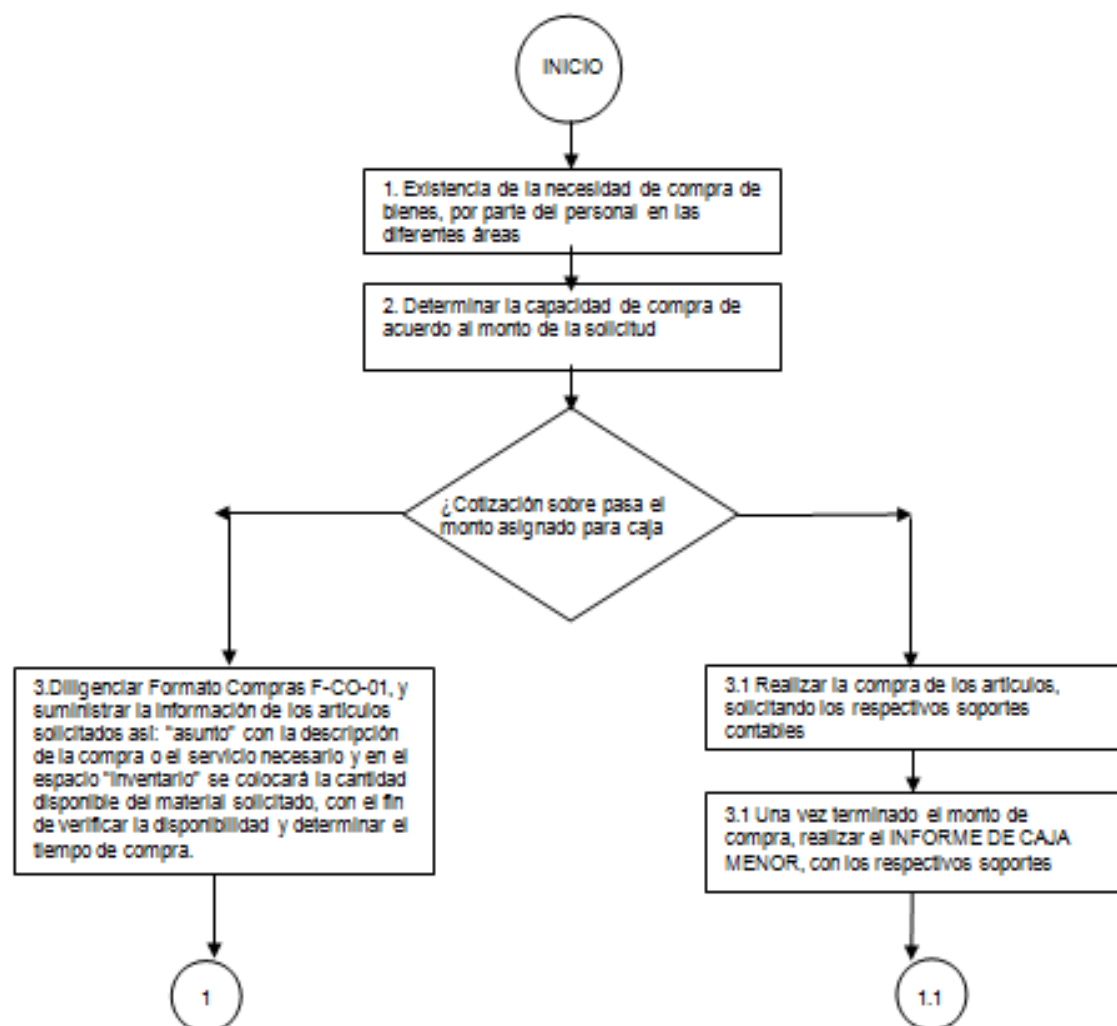 INICIO
1. Existencia de la necesidad de compra de
bienes, por parte del personal en las
diferentes áreas
2. Determinar la capacidad de compra de
acuerdo al monto de la solicitud
¿Cotización sobre pasa el
monto asignado para caja
3.Diligenciar Formato Compras F-CO-01, y
suministrar la información de los artículos
solicitados así: "asunto" con la descripción
de la compra o el servicio necesario y en el
espacio "inventario" se colocará la cantidad
disponible del material solicitado, con el fin
de verificar la disponibilidad y determinar el
tiempo de compra.
3.1 Realizar la compra de los artículos,
solicitando los respectivos soportes
contables
3.1 Una vez terminado el monto de
compra, realizar el INFORME DE CAJA
MENOR, con los respectivos soportes
1
1.1